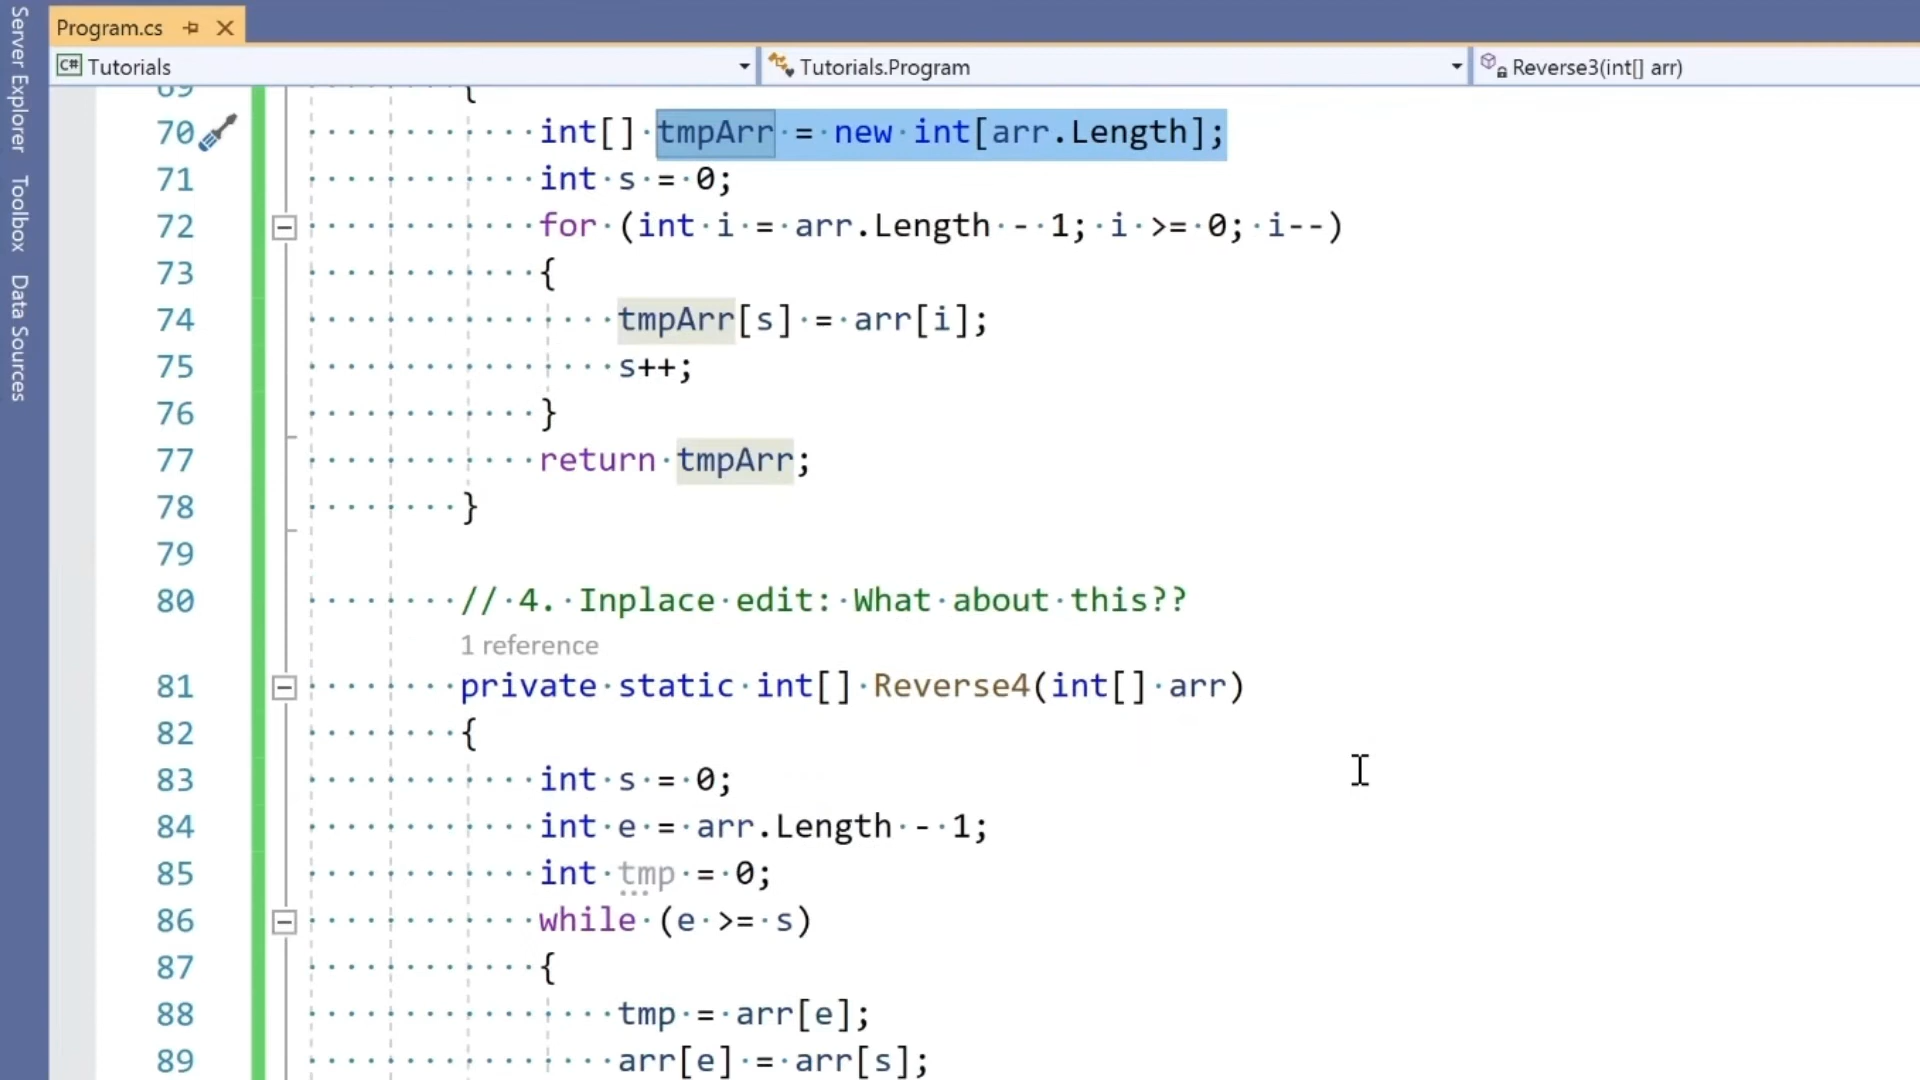 Server Explorer
Toolbox
Data Sources
Program.cs
C# Tutorials
Tutorials.Program
Reverse3(int[] arr)
69 {
70 int[] tmpArr = new int[arr.Length];
71 int s = 0;
72 for (int i = arr.Length - 1; i >= 0; i--)
73 {
74 tmpArr[s] = arr[i];
75 s++;
76 }
77 return tmpArr;
78 }
79
80 // 4. Inplace edit: What about this??
1 reference
81 private static int[] Reverse4(int[] arr)
82 {
83 int s = 0;
84 int e = arr.Length - 1;
85 int tmp = 0;
86 while (e >= s)
87 {
88 tmp = arr[e];
89 arr[e] = arr[s];